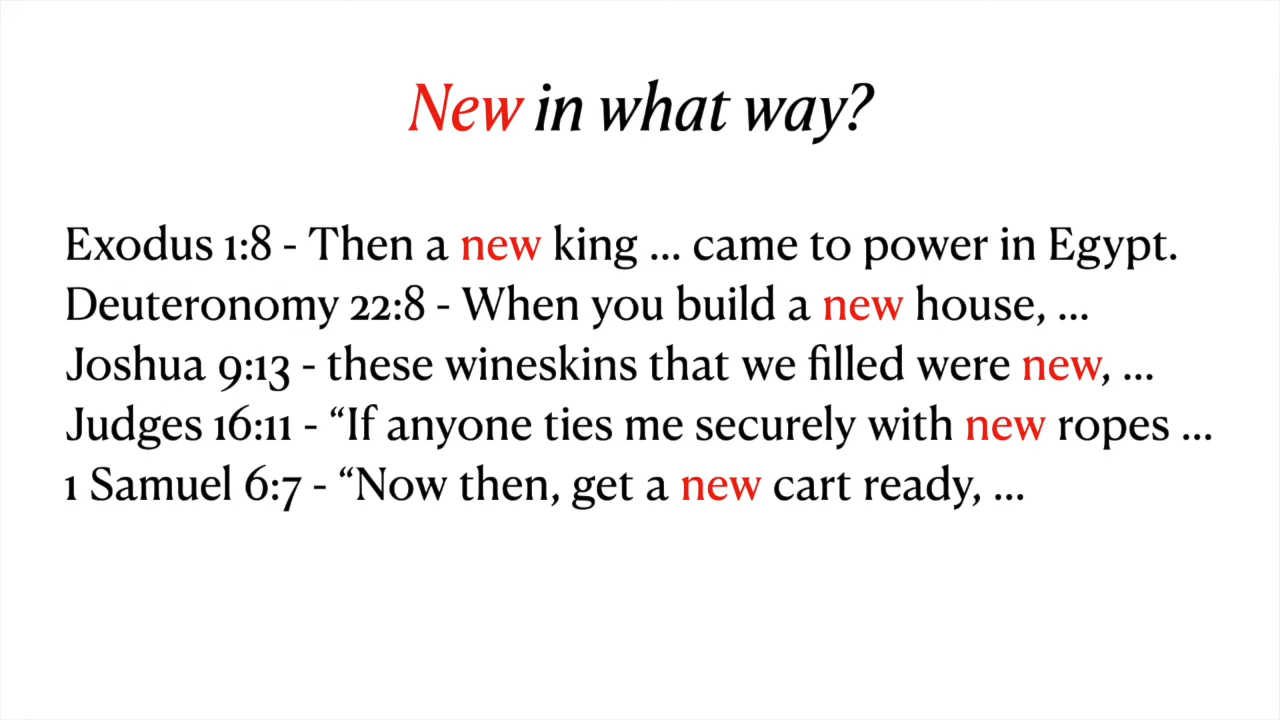 New in what way?
Exodus 1:8 - Then a new king ... came to power in Egypt.
Deuteronomy 22:8 - When you build a new house, ...
Joshua 9:13 - these wineskins that we filled were new, ...
Judges 16:11 - “If anyone ties me securely with new ropes ...
1 Samuel 6:7 - “Now then, get a new cart ready, ...